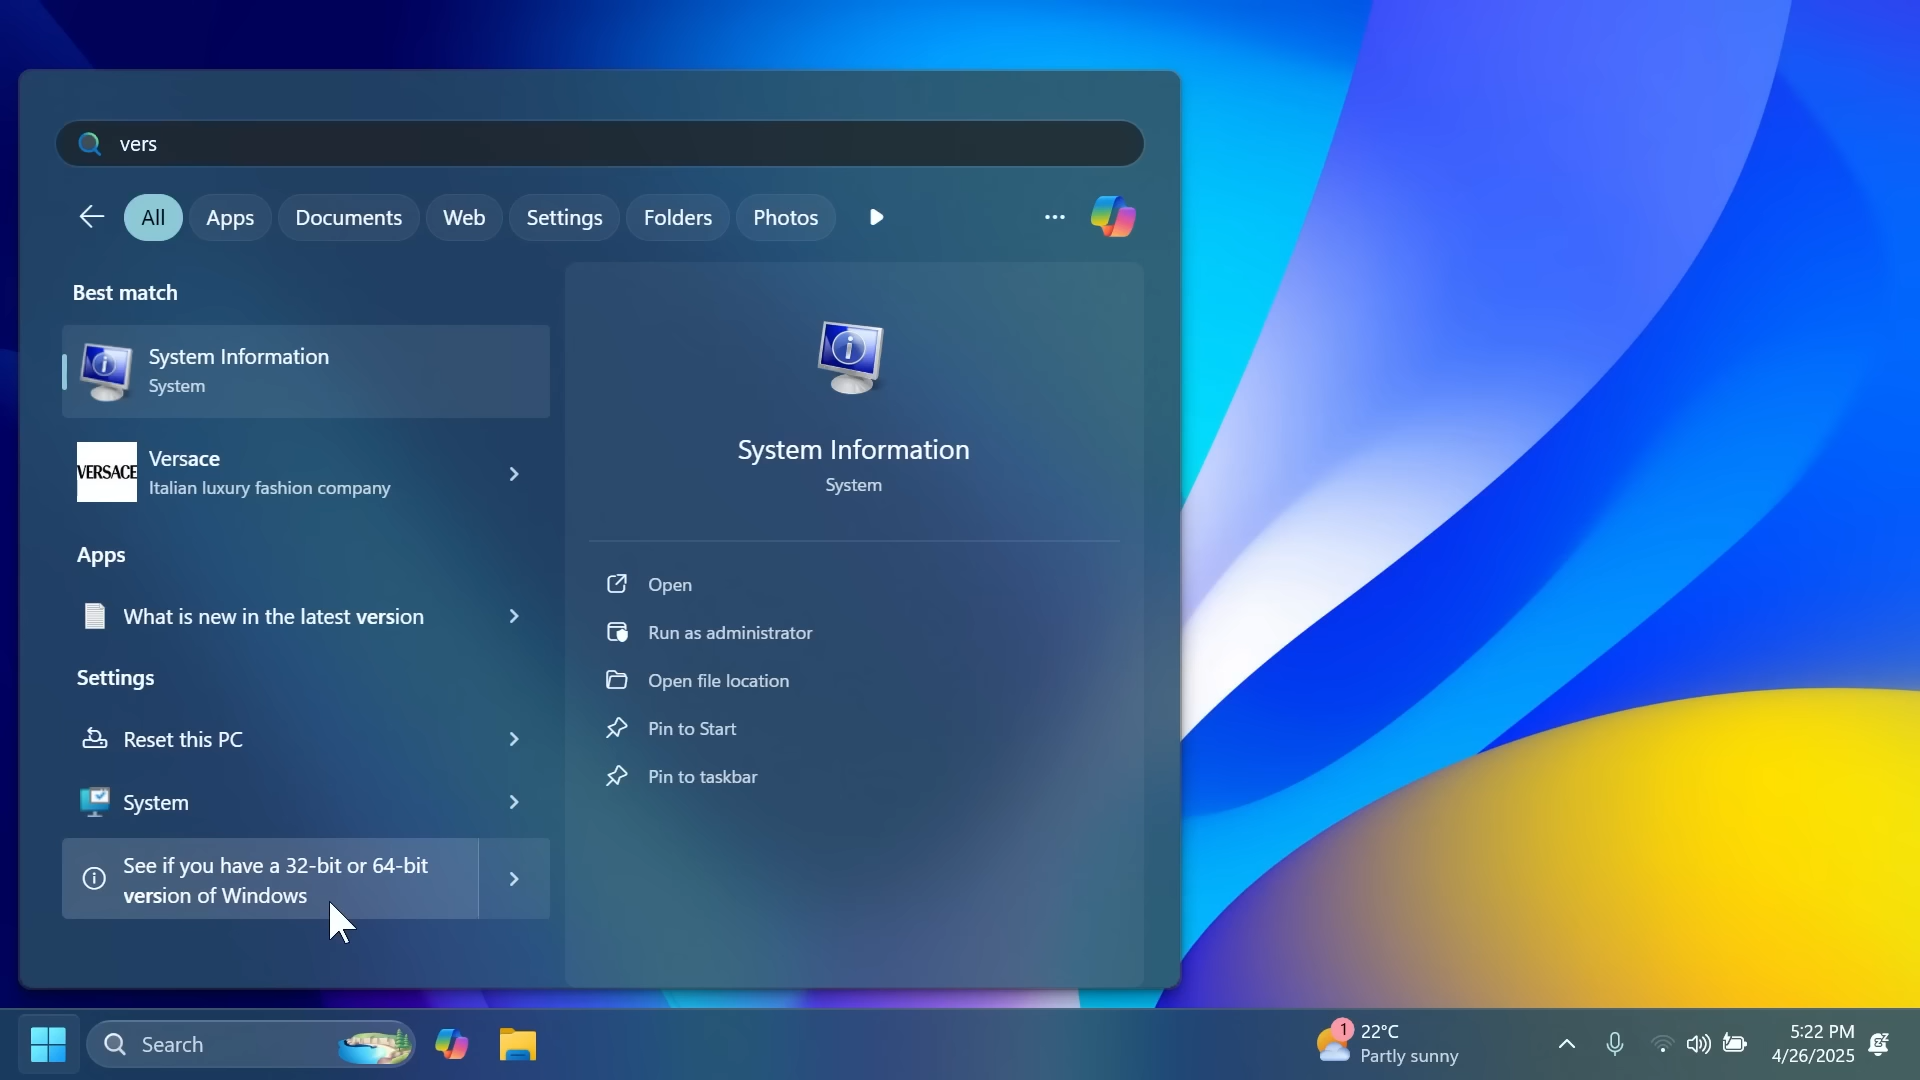 vers
All
Apps
Documents
Web
Settings
Folders
Photos
Best match
System Information
System
VERSACE
Versace
Italian luxury fashion company
Apps
What is new in the latest version
Settings
Reset this PC
System
See if you have a 32-bit or 64-bit
version of Windows
System Information
System
Open
Run as administrator
Open file location
Pin to Start
Pin to taskbar
Search
1
22°C
Partly sunny
5:22 PM
4/26/2025